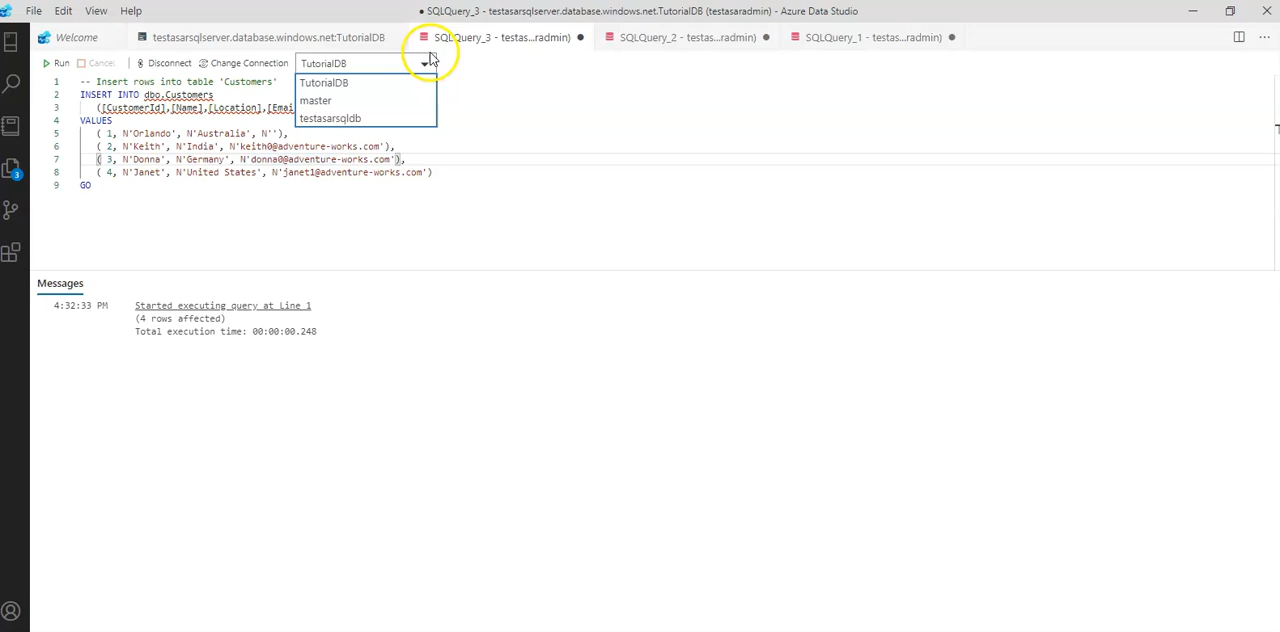 File Edit View Help
● SQLQuery_3 - testasarsqlserver.database.windows.net.TutorialDB (testasaradmin) - Azure Data Studio
Welcome
testasarsqlserver.database.windows.net:TutorialDB
SQLQuery_3 - testas...radmin) ●
SQLQuery_2 - testas...radmin) ●
SQLQuery_1 - testas...radmin) ●
Run Cancel Disconnect Change Connection TutorialDB
TutorialDB
master
testasarsqldb
1 -- Insert rows into table 'Customers'
2 INSERT INTO dbo.Customers
3 ([CustomerId],[Name],[Location],[Emai
4 VALUES
5 ( 1, N'Orlando', N'Australia', N''),
6 ( 2, N'Keith', N'India', N'keith0@adventure-works.com'),
7 ( 3, N'Donna', N'Germany', N'donna0@adventure-works.com'),
8 ( 4, N'Janet', N'United States', N'janet1@adventure-works.com')
9 GO
3
Messages
4:32:33 PM Started executing query at Line 1
(4 rows affected)
Total execution time: 00:00:00.248